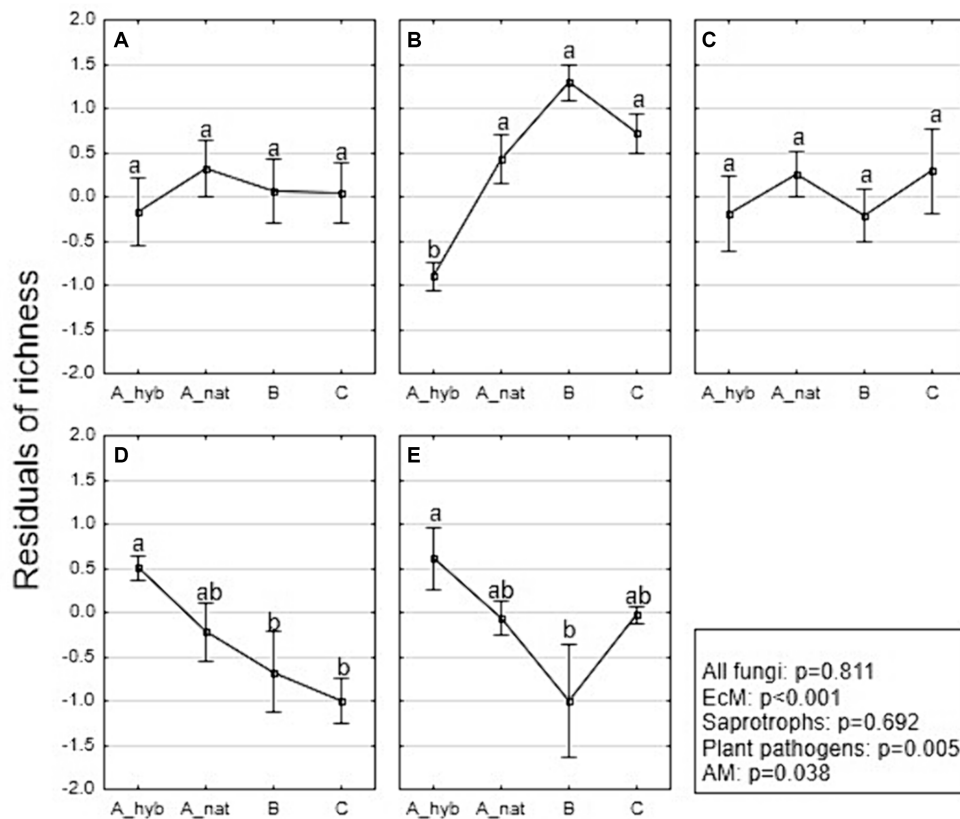 Residuals of richness
2.0
1.5
1.0
0.5
0.0
-0.5
-1.0
-1.5
-2.0
A
a
a
a
a
A_hyb A_nat B C
B
b
a
a
a
A_hyb A_nat B C
C
a
a
a
a
A_hyb A_nat B C
2.0
1.5
1.0
0.5
0.0
-0.5
-1.0
-1.5
-2.0
D
a
ab
b
b
A_hyb A_nat B C
E
a
ab
b
ab
A_hyb A_nat B C
All fungi: p=0.811
EcM: p<0.001
Saprotrophs: p=0.692
Plant pathogens: p=0.005
AM: p=0.038